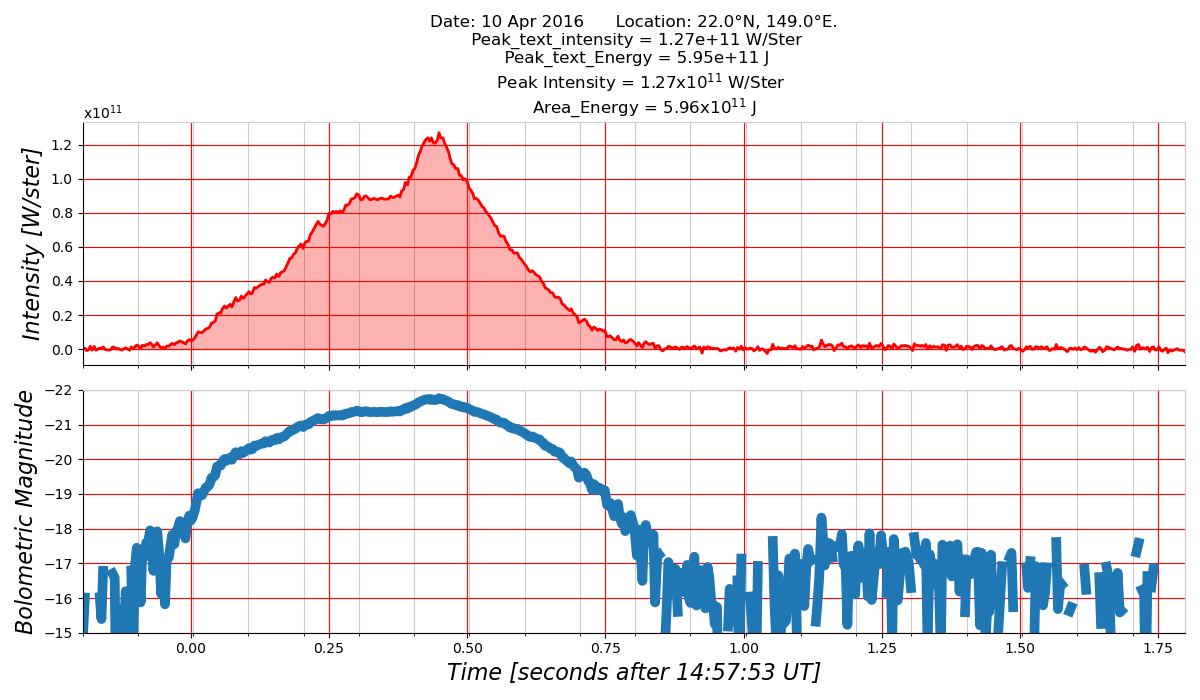 Date: 10 Apr 2016      Location: 22.0°N, 149.0°E.
Peak_text_intensity = 1.27e+11 W/Ster
Peak_text_Energy = 5.95e+11 J
Peak Intensity = 1.27x10¹¹ W/Ster
Area_Energy = 5.96x10¹¹ J
x10¹¹
Intensity [W/ster]
1.2
1.0
0.8
0.6
0.4
0.2
0.0
Bolometric Magnitude
−22
−21
−20
−19
−18
−17
−16
−15
0.00 0.25 0.50 0.75 1.00 1.25 1.50 1.75
Time [seconds after 14:57:53 UT]